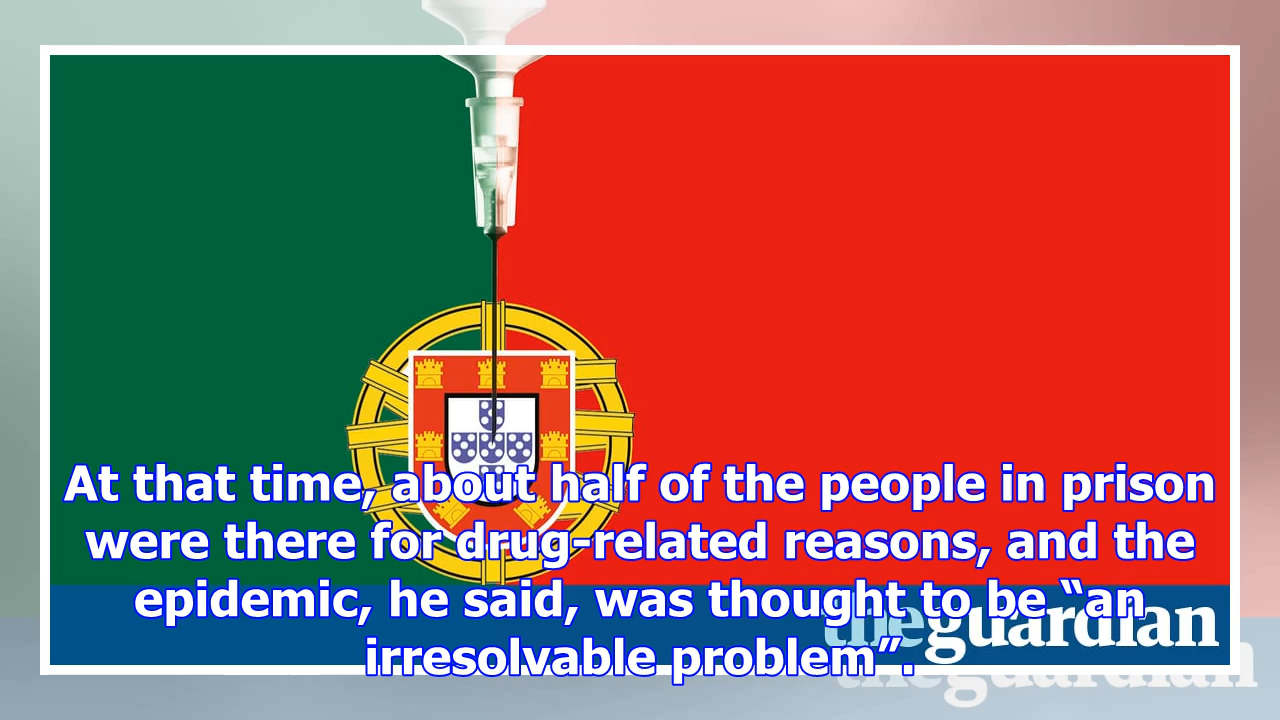 At that time, about half of the people in prison
were there for drug-related reasons, and the
epidemic, he said, was thought to be “an
irresolvable problem”.
theguardian
theguardian